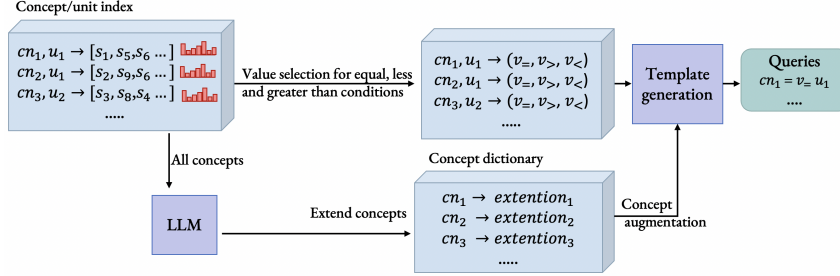 Concept/unit index
cn₁, u₁ → [s₁, s₅,s₆ ...]
cn₂, u₁ → [s₂, s₉,s₆ ...]
cn₃, u₂ → [s₃, s₈,s₄ ...]
.....
Value selection for equal, less
and greater than conditions
cn₁, u₁ → (v₌, v₍>₎, v₍<₎)
cn₂, u₁ → (v₌, v₍>₎, v₍<₎)
cn₃, u₂ → (v₌, v₍>₎, v₍<₎)
.....
Template
generation
Queries
cn₁ = v₌ u₁
....
All concepts
LLM
Extend concepts
Concept dictionary
cn₁ → extention₁
cn₂ → extention₂
cn₃ → extention₃
.....
Concept
augmentation